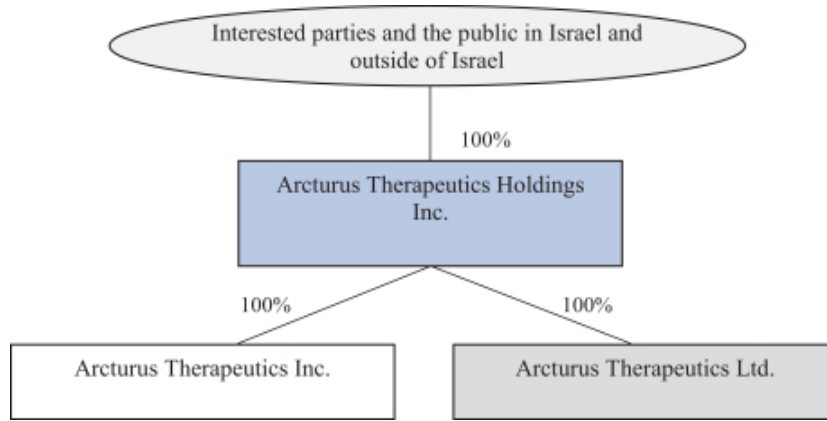 Interested parties and the public in Israel and
outside of Israel
100%
Arcturus Therapeutics Holdings
Inc.
100%
100%
Arcturus Therapeutics Inc.
Arcturus Therapeutics Ltd.